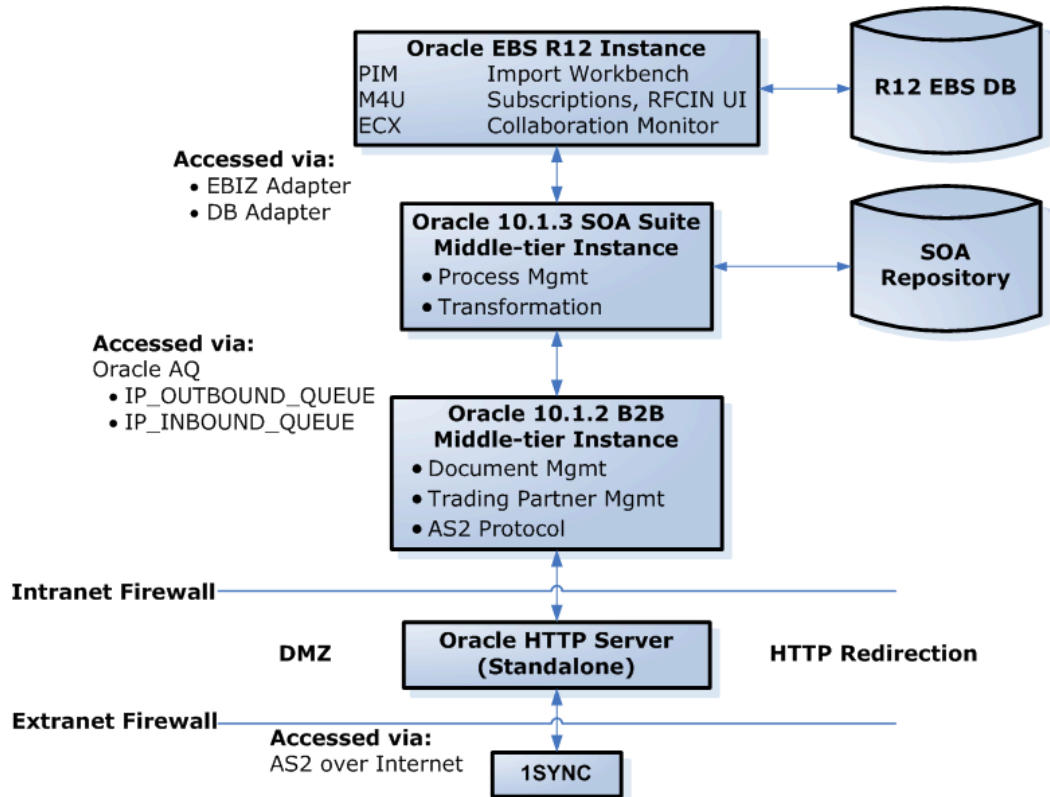 Oracle EBS R12 Instance
PIM Import Workbench
M4U Subscriptions, RFCIN UI
ECX Collaboration Monitor
R12 EBS DB
Accessed via:
• EBIZ Adapter
• DB Adapter
Oracle 10.1.3 SOA Suite
Middle-tier Instance
• Process Mgmt
• Transformation
SOA
Repository
Accessed via:
Oracle AQ
• IP_OUTBOUND_QUEUE
• IP_INBOUND_QUEUE
Oracle 10.1.2 B2B
Middle-tier Instance
• Document Mgmt
• Trading Partner Mgmt
• AS2 Protocol
Intranet Firewall
DMZ
Oracle HTTP Server
(Standalone)
HTTP Redirection
Extranet Firewall
Accessed via:
AS2 over Internet
1SYNC